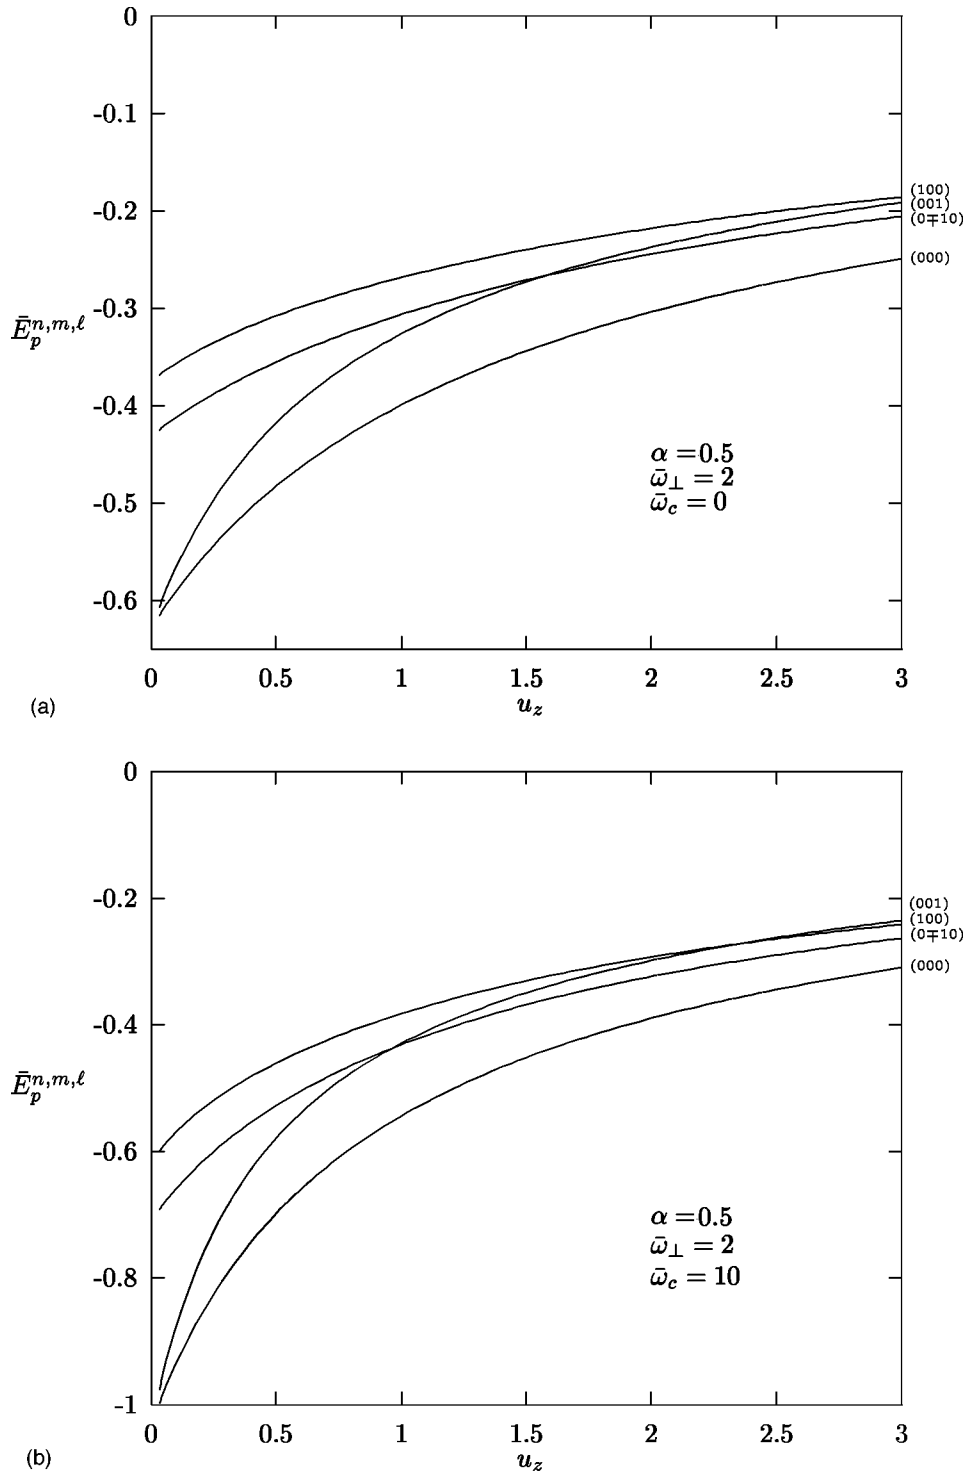 0
-0.1
-0.2
-0.3
-0.4
-0.5
-0.6
(100)
(001)
(0∓10)
(000)
Ē_p^{n,m,ℓ}
α = 0.5
ω̄_⊥ = 2
ω̄_c = 0
0 0.5 1 1.5 2 2.5 3
u_z
(a)
0
-0.2
-0.4
-0.6
-0.8
-1
(001)
(100)
(0∓10)
(000)
Ē_p^{n,m,ℓ}
α = 0.5
ω̄_⊥ = 2
ω̄_c = 10
0 0.5 1 1.5 2 2.5 3
u_z
(b)